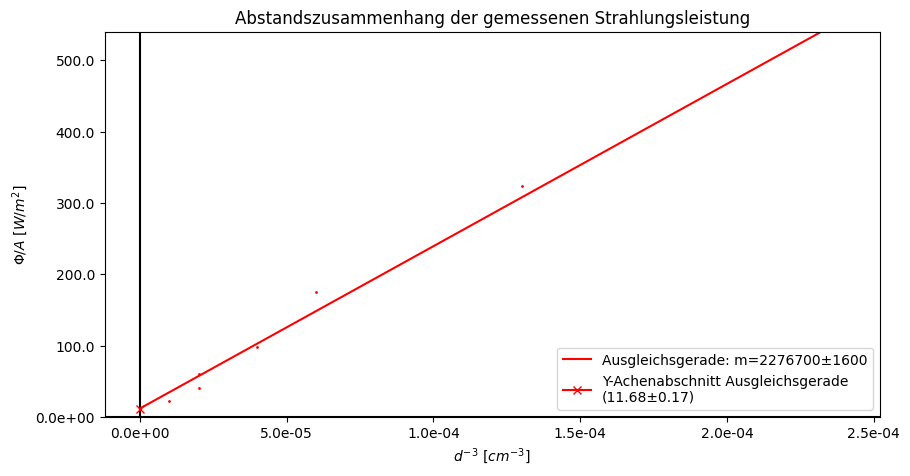 Abstandszusammenhang der gemessenen Strahlungsleistung
500.0
400.0
300.0
200.0
100.0
0.0e+00
Φ/A [W/m²]
0.0e+00 5.0e-05 1.0e-04 1.5e-04 2.0e-04 2.5e-04
d⁻³ [cm⁻³]
Ausgleichsgerade: m=2276700±1600
Y-Achenabschnitt Ausgleichsgerade
(11.68±0.17)